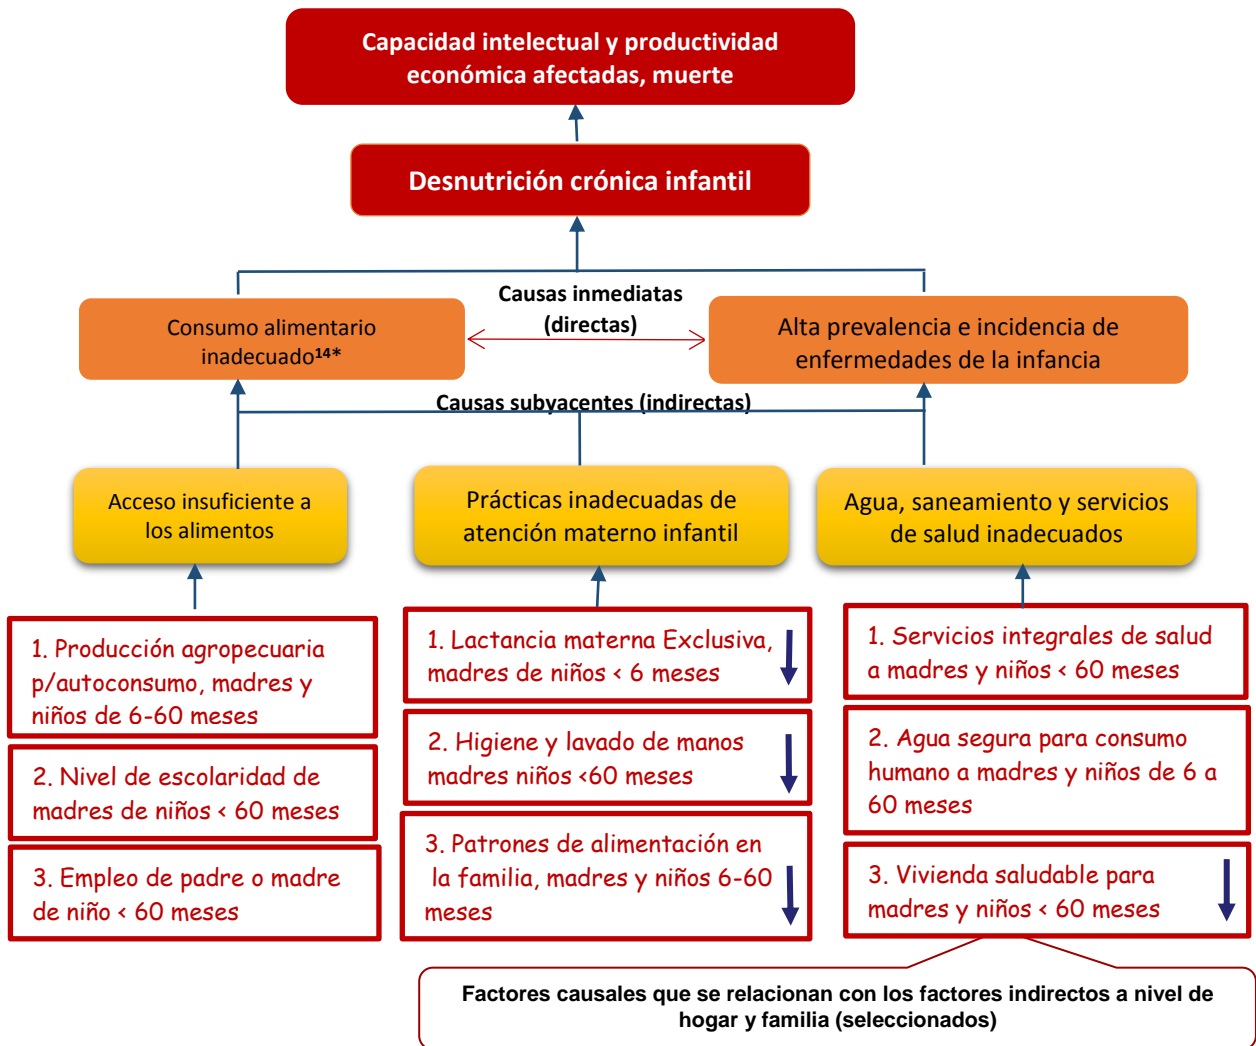 Capacidad intelectual y productividad
económica afectadas, muerte
Desnutrición crónica infantil
Causas inmediatas
(directas)
Consumo alimentario
inadecuado14*
Alta prevalencia e incidencia de
enfermedades de la infancia
Causas subyacentes (indirectas)
Acceso insuficiente a
los alimentos
Prácticas inadecuadas de
atención materno infantil
Agua, saneamiento y servicios
de salud inadecuados
1. Producción agropecuaria
p/autoconsumo, madres y
niños de 6-60 meses
2. Nivel de escolaridad de
madres de niños < 60 meses
3. Empleo de padre o madre
de niño < 60 meses
1. Lactancia materna Exclusiva,
madres de niños < 6 meses
2. Higiene y lavado de manos
madres niños <60 meses
3. Patrones de alimentación en
la familia, madres y niños 6-60
meses
1. Servicios integrales de salud
a madres y niños < 60 meses
2. Agua segura para consumo
humano a madres y niños de 6 a
60 meses
3. Vivienda saludable para
madres y niños < 60 meses
Factores causales que se relacionan con los factores indirectos a nivel de
hogar y familia (seleccionados)